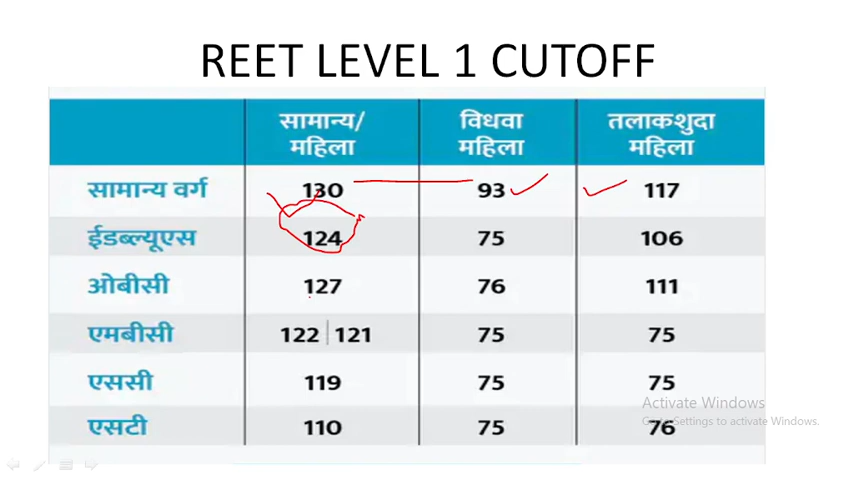 REET LEVEL 1 CUTOFF
सामान्य/ महिला विधवा महिला तलाकशुदा महिला
सामान्य वर्ग 130 93 117
ईडब्ल्यूएस 124 75 106
ओबीसी 127 76 111
एमबीसी 122 | 121 75 75
एससी 119 75 75
एसटी 110 75 76
Activate Windows
Go to Settings to activate Windows.